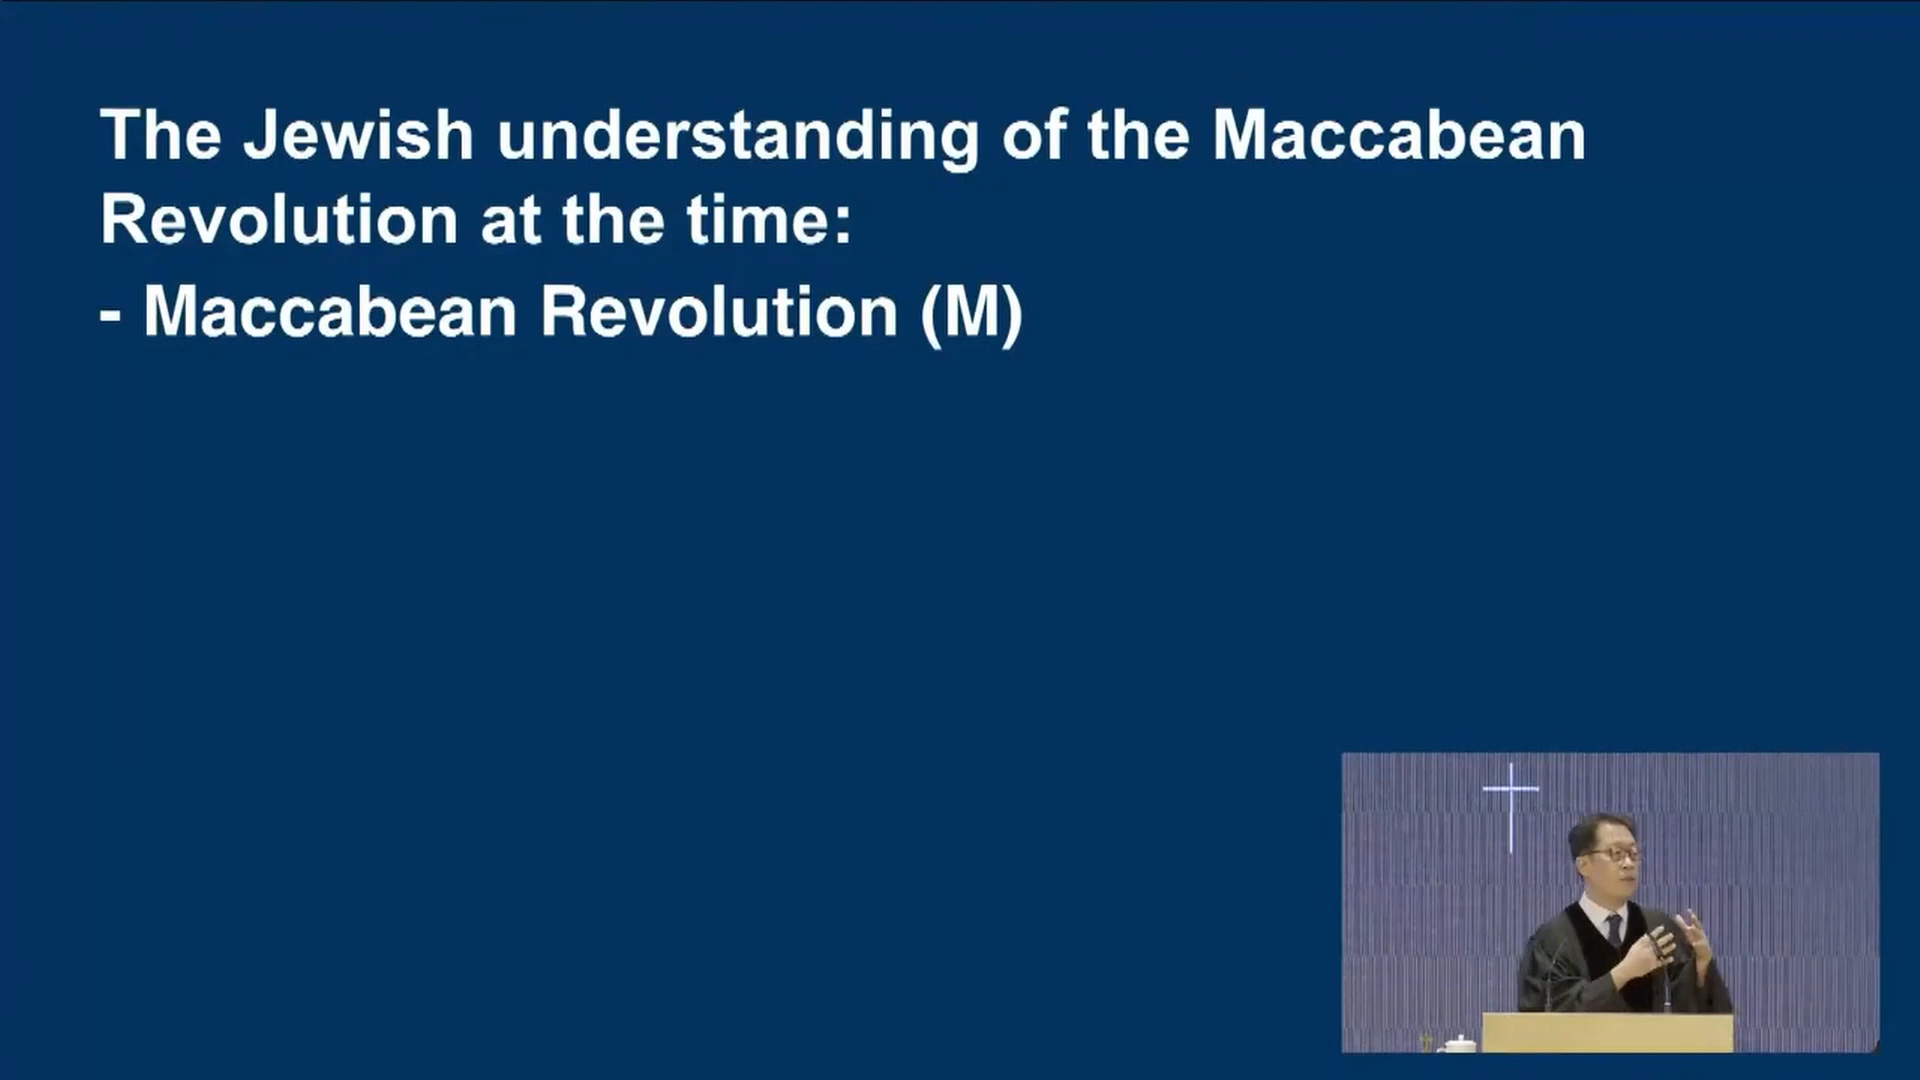 The Jewish understanding of the Maccabean
Revolution at the time:
- Maccabean Revolution (M)